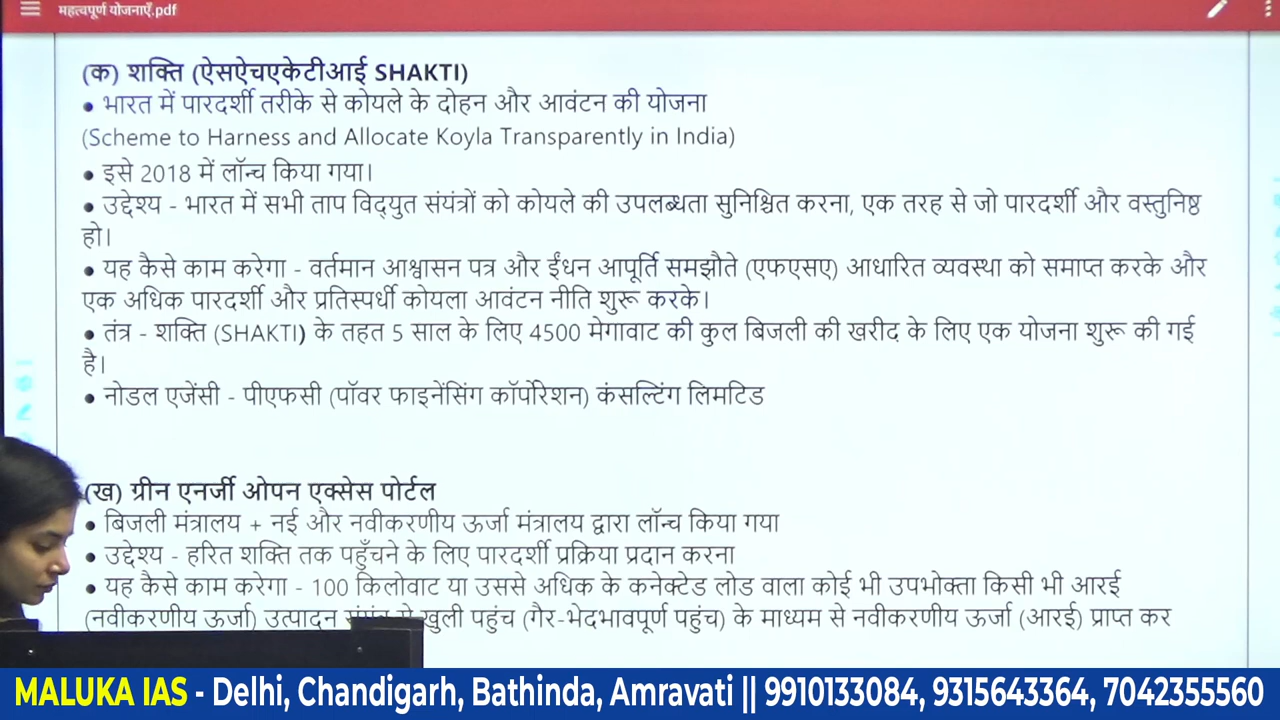 महत्वपूर्ण योजनाएँ.pdf
(क) शक्ति (ऐसऐचएकेटीआई SHAKTI)
• भारत में पारदर्शी तरीके से कोयले के दोहन और आवंटन की योजना
(Scheme to Harness and Allocate Koyla Transparently in India)
• इसे 2018 में लॉन्च किया गया।
• उद्देश्य - भारत में सभी ताप विद्युत संयंत्रों को कोयले की उपलब्धता सुनिश्चित करना, एक तरह से जो पारदर्शी और वस्तुनिष्ठ
हो।
• यह कैसे काम करेगा - वर्तमान आश्वासन पत्र और ईंधन आपूर्ति समझौते (एफएसए) आधारित व्यवस्था को समाप्त करके और
एक अधिक पारदर्शी और प्रतिस्पर्धी कोयला आवंटन नीति शुरू करके।
• तंत्र - शक्ति (SHAKTI) के तहत 5 साल के लिए 4500 मेगावाट की कुल बिजली की खरीद के लिए एक योजना शुरू की गई
है।
• नोडल एजेंसी - पीएफसी (पॉवर फाइनेंसिंग कॉर्पोरेशन) कंसल्टिंग लिमटिड
(ख) ग्रीन एनर्जी ओपन एक्सेस पोर्टल
• बिजली मंत्रालय + नई और नवीकरणीय ऊर्जा मंत्रालय द्वारा लॉन्च किया गया
• उद्देश्य - हरित शक्ति तक पहुँचने के लिए पारदर्शी प्रक्रिया प्रदान करना
• यह कैसे काम करेगा - 100 किलोवाट या उससे अधिक के कनेक्टेड लोड वाला कोई भी उपभोक्ता किसी भी आरई
(नवीकरणीय ऊर्जा) उत्पादन खुली पहुंच (गैर-भेदभावपूर्ण पहुंच) के माध्यम से नवीकरणीय ऊर्जा (आरई) प्राप्त कर
MALUKA IAS - Delhi, Chandigarh, Bathinda, Amravati || 9910133084, 9315643364, 7042355560